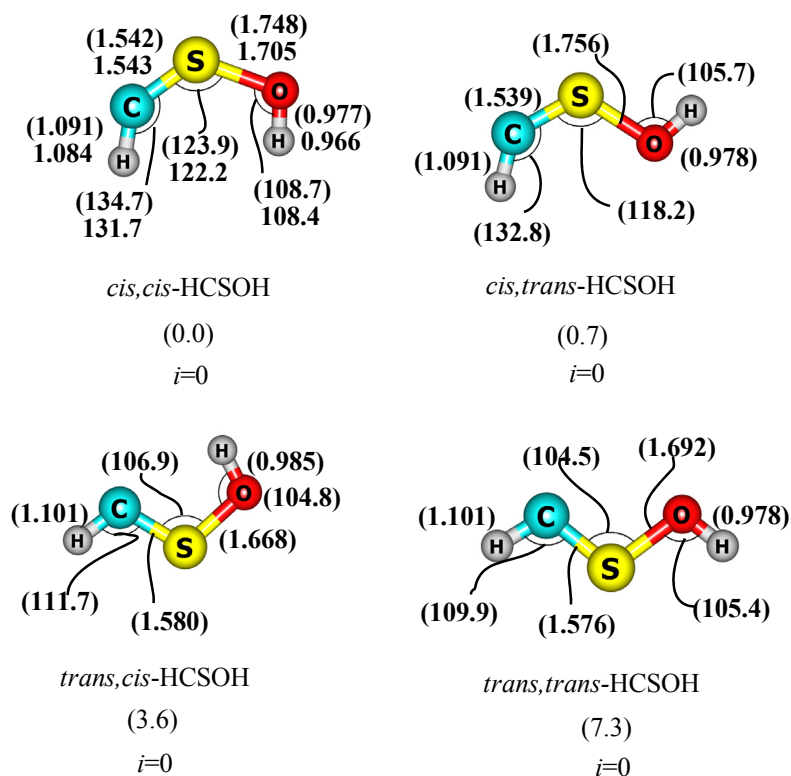 (1.542)
1.543
S
(1.748)
1.705
C
O
(1.091)
1.084
H
H
(0.977)
0.966
(123.9)
122.2
(134.7)
131.7
(108.7)
108.4
cis,cis-HCSOH
(0.0)
i=0
(1.756)
(105.7)
(1.539)
S
H
C
O
(1.091)
(0.978)
H
(132.8)
(118.2)
cis,trans-HCSOH
(0.7)
i=0
H
(106.9)
(0.985)
(1.101)
C
O
(104.8)
H
S
(1.668)
(111.7)
(1.580)
trans,cis-HCSOH
(3.6)
i=0
(104.5)
(1.692)
(1.101)
C
O
(0.978)
H
H
S
(109.9)
(1.576)
(105.4)
trans,trans-HCSOH
(7.3)
i=0